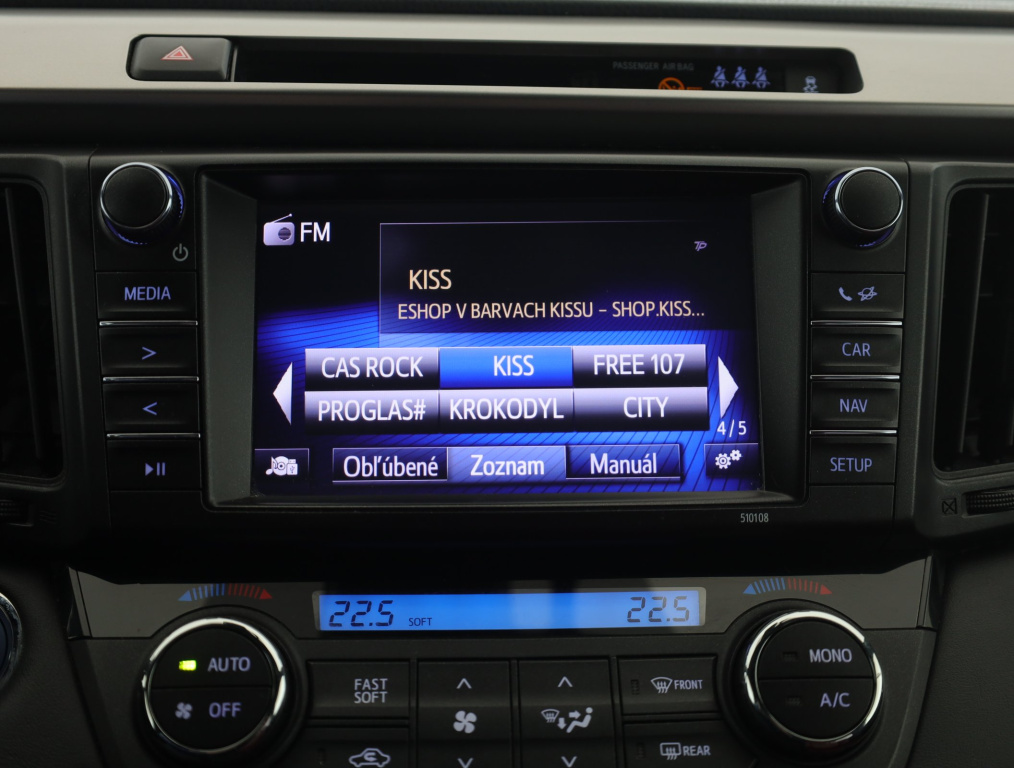 PASSENGER AIR BAG
FM
TP
KISS
ESHOP V BARVACH KISSU - SHOP.KISS...
MEDIA
CAS ROCK KISS FREE 107
PROGLAS# KROKODYL CITY
4/5
Obľúbené Zoznam Manuál
>
<
CAR
NAV
SETUP
510108
22.5 SOFT 22.5
AUTO
OFF
FAST
SOFT
FRONT
REAR
MONO
A/C